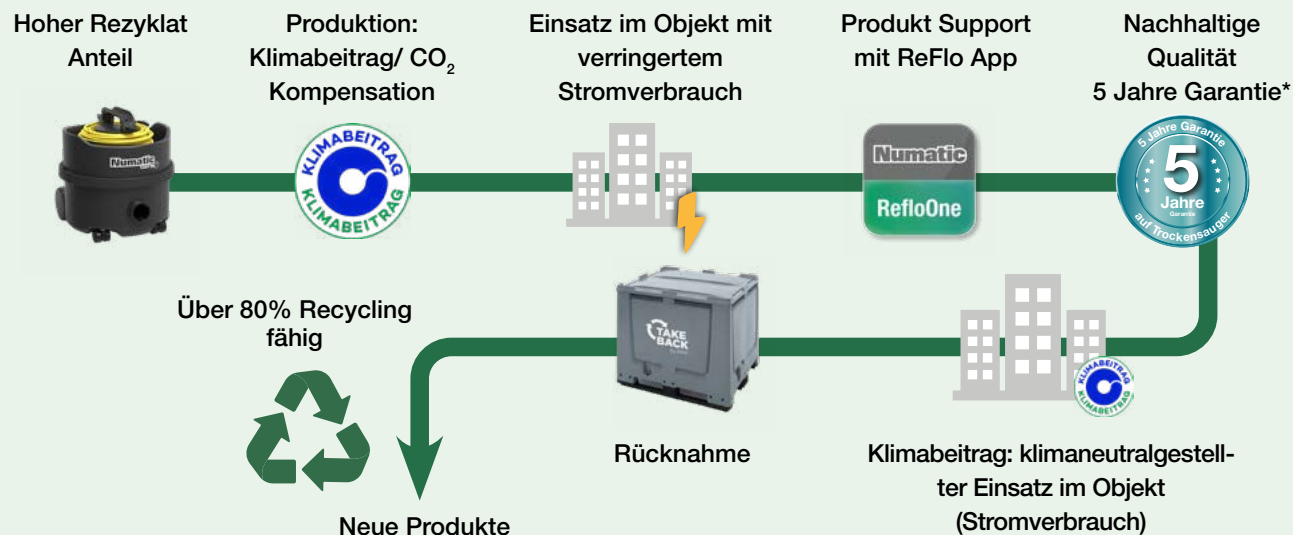 Hoher Rezyklat
Anteil
Produktion:
Klimabeitrag/ CO2
Kompensation
Einsatz im Objekt mit
verringertem
Stromverbrauch
Produkt Support
mit ReFlo App
Nachhaltige
Qualität
5 Jahre Garantie*
Numatic
KLIMABEITRAG
KLIMABEITRAG
Numatic
RefloOne
5 Jahre Garantie
5
Jahre
Garantie
auf Trockensauger
Über 80% Recycling
fähig
TAKE
BACK
KLIMABEITRAG
KLIMABEITRAG
Rücknahme
Klimabeitrag: klimaneutralgestell-
ter Einsatz im Objekt
(Stromverbrauch)
Neue Produkte